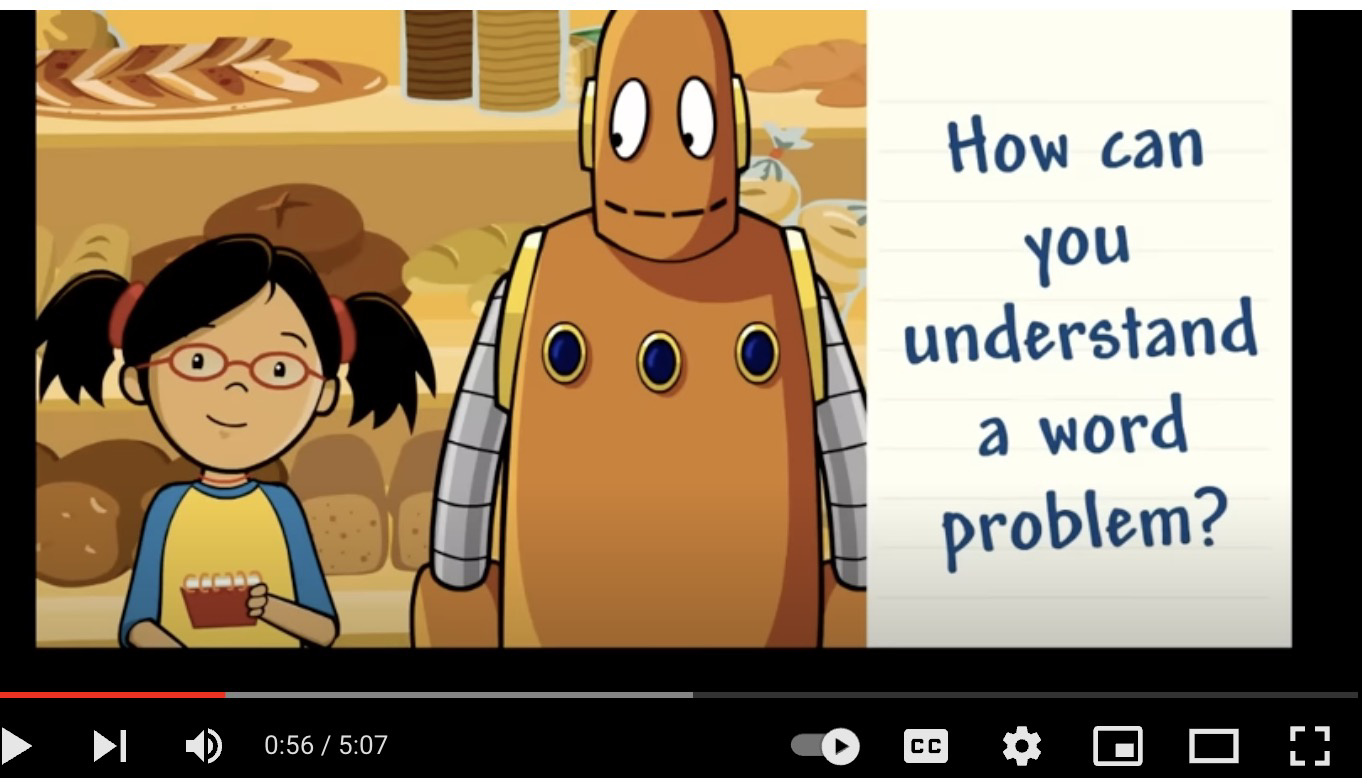 How can
you
understand
a word
problem?
0:56 / 5:07
CC